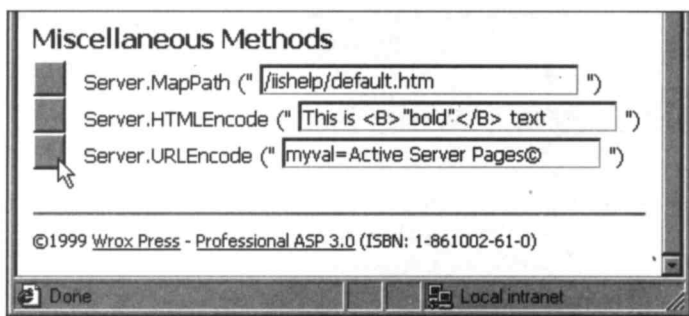 Miscellaneous Methods
Server.MapPath (" /iishelp/default.htm ")
Server.HTMLEncode (" This is <B>"bold"</B> text ")
Server.URLEncode (" myval=Active Server Pages© ")
©1999 Wrox Press - Professional ASP 3.0 (ISBN: 1-861002-61-0)
Done Local intranet